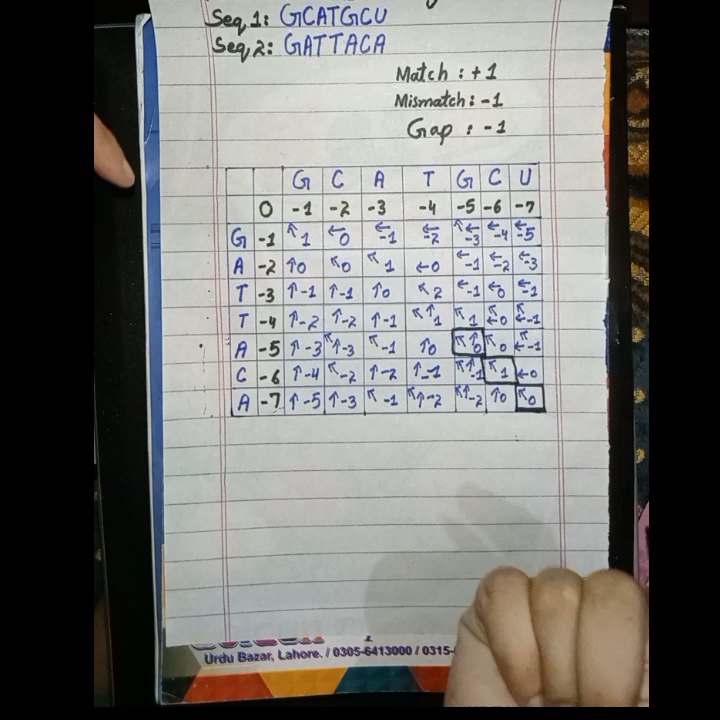 Seq 1: GCATGCU
Seq 2: GATTACA
Match : +1
Mismatch: -1
Gap : -1
G C A T G C U
0 -1 -2 -3 -4 -5 -6 -7
G -1 ↖1 ←0 ←-1 ←-2 ↖←-3 ←-4 ←-5
A -2 ↑0 ↖0 ↖1 ←0 ←-1 ←-2 ←-3
T -3 ↑-1 ↑-1 ↑0 ↖2 ←-1 ←0 ←-1
T -4 ↑-2 ↑-2 ↑-1 ↖↑1 ↖1 ↖←0 ↖←-1
A -5 ↑-3 ↖↑-3 ↖-1 ↑0 ↖↑0 ↖0 ↖←-1
C -6 ↑-4 ↖-2 ↑-2 ↑-1 ↖↑-1 ↖1 ←0
A -7 ↑-5 ↑-3 ↖-1 ↖↑-2 ↖↑-2 ↑0 ↖0
Urdu Bazar, Lahore. / 0305-6413000 / 0315-